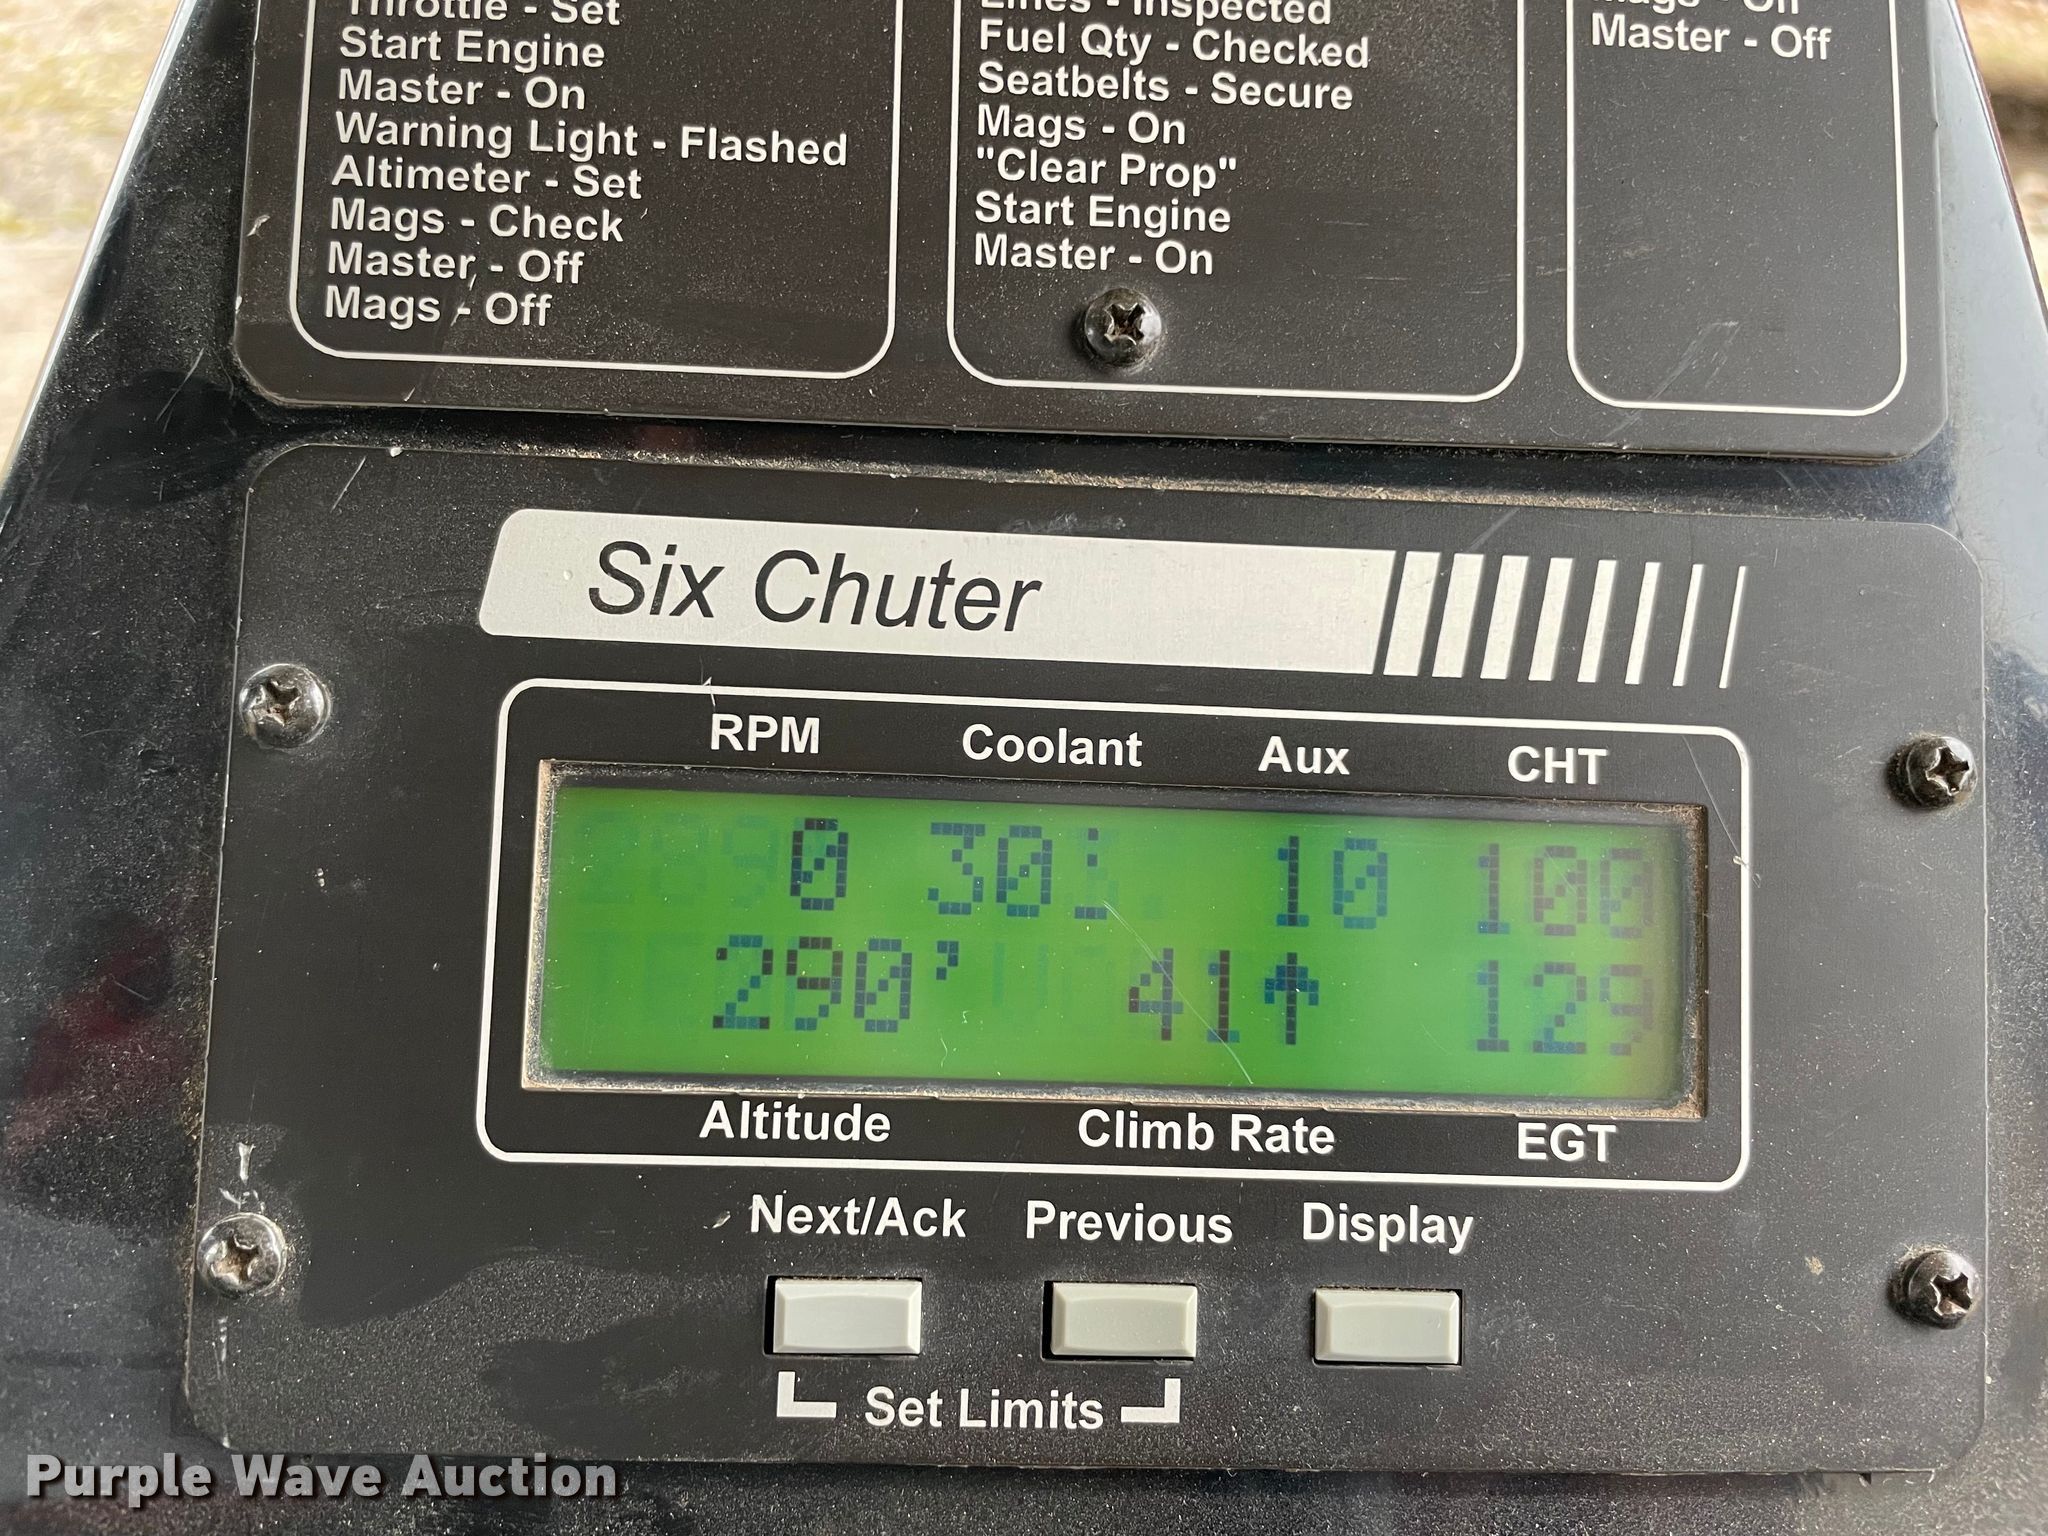 Throttle - Set
Start Engine
Master - On
Warning Light - Flashed
Altimeter - Set
Mags - Check
Master - Off
Mags - Off
Lines - Inspected
Fuel Qty - Checked
Seatbelts - Secure
Mags - On
"Clear Prop"
Start Engine
Master - On
Master - Off
Six Chuter
RPM Coolant Aux CHT
0 30 10 100
290' 41↑ 129
Altitude Climb Rate EGT
Next/Ack Previous Display
Set Limits
Purple Wave Auction